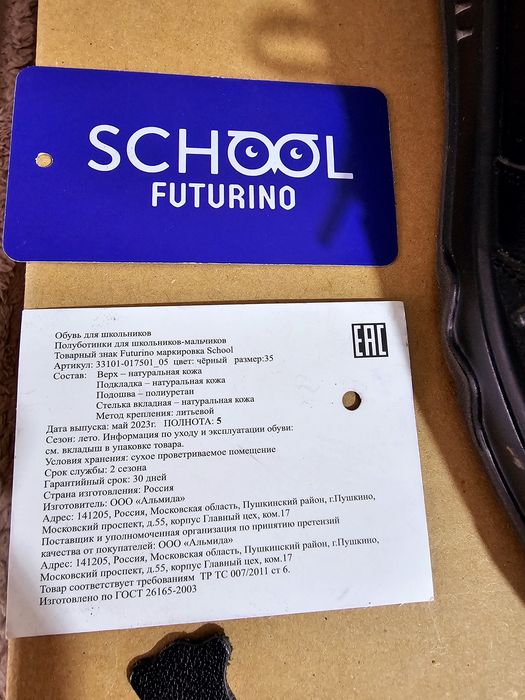 SCHOOL
FUTURINO
Обувь для школьников
Полуботинки для школьников-мальчиков
Товарный знак Futurino маркировка School
Артикул: 33101-017501_05 цвет: чёрный размер:35
Состав: Верх – натуральная кожа
Подкладка – натуральная кожа
Подошва – полиуретан
Стелька вкладная – натуральная кожа
Метод крепления: литьевой
Дата выпуска: май 2023г. ПОЛНОТА: 5
Сезон: лето. Информация по уходу и эксплуатации обуви:
см. вкладыш в упаковке товара.
Условия хранения: сухое проветриваемое помещение
Срок службы: 2 сезона
Гарантийный срок: 30 дней
Страна изготовления: Россия
Изготовитель: ООО «Альмида»
Адрес: 141205, Россия, Московская область, Пушкинский район, г.Пушкино,
Московский проспект, д.55, корпус Главный цех, ком.17
Поставщик и уполномоченная организация по принятию претензий
качества от покупателей: ООО «Альмида»
Адрес: 141205, Россия, Московская область, Пушкинский район, г.Пушкино,
Московский проспект, д.55, корпус Главный цех, ком.17
Товар соответствует требованиям ТР ТС 007/2011 ст 6.
Изготовлено по ГОСТ 26165-2003
EAC